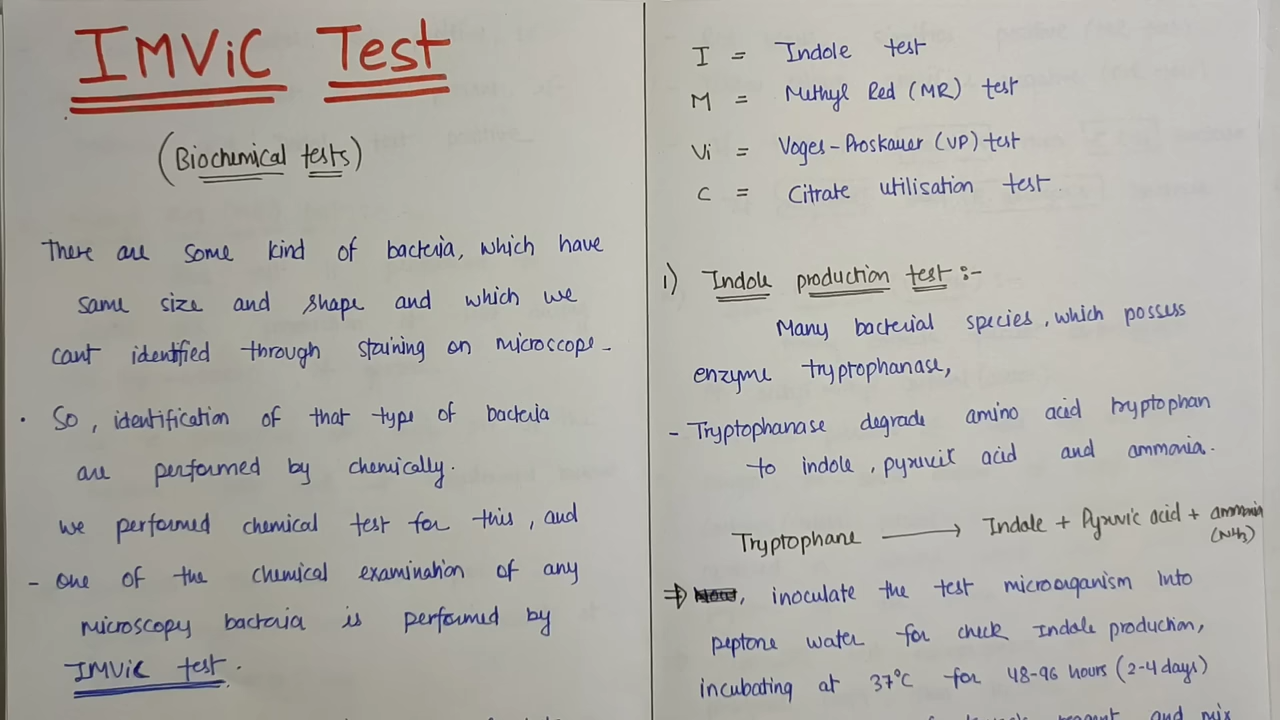 IMViC Test
(Biochemical tests)
There are some kind of bacteria, which have
same size and shape and which we
cant identified through staining on microscope.
· So, identification of that type of bacteria
are performed by chemically.
we performed chemical test for this, and
- one of the chemical examination of any
microscopy bacteria is performed by
IMViC test.
I = Indole test
M = Methyl Red (MR) test
Vi = Voges-Proskauer (VP) test
C = Citrate utilisation test.
1) Indole production test :-
Many bacterial species, which possess
enzyme tryptophanase,
- Tryptophanase degrade amino acid tryptophan
to indole, pyruvic acid and ammonia.
Tryptophane ⟶ Indole + Pyruvic acid + ammonia
(NH3)
⇒ , inoculate the test microorganism into
peptone water for check Indole production,
incubating at 37°C for 48-96 hours (2-4 days)
reagent and mix